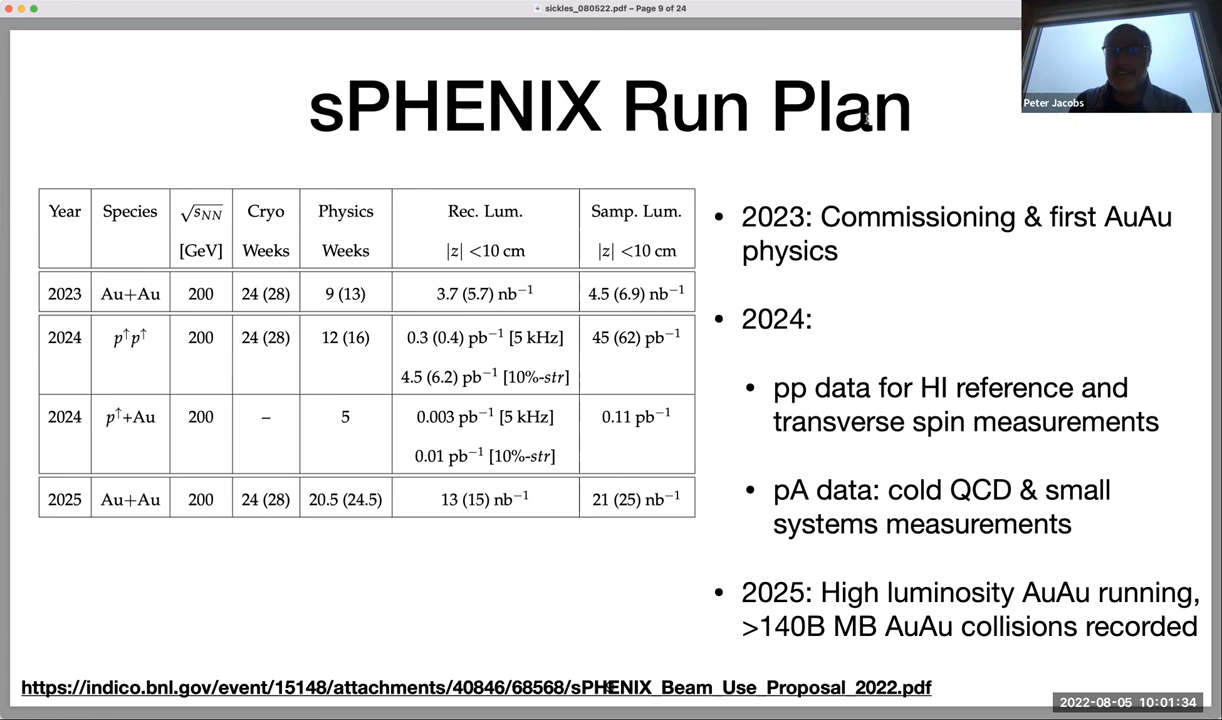 sickles_080522.pdf – Page 9 of 24
Peter Jacobs
sPHENIX Run Plan
Year Species √sNN Cryo Physics Rec. Lum. Samp. Lum.
[GeV] Weeks Weeks |z| <10 cm |z| <10 cm
2023 Au+Au 200 24 (28) 9 (13) 3.7 (5.7) nb⁻¹ 4.5 (6.9) nb⁻¹
2024 p↑p↑ 200 24 (28) 12 (16) 0.3 (0.4) pb⁻¹ [5 kHz] 45 (62) pb⁻¹
4.5 (6.2) pb⁻¹ [10%-str]
2024 p↑+Au 200 – 5 0.003 pb⁻¹ [5 kHz] 0.11 pb⁻¹
0.01 pb⁻¹ [10%-str]
2025 Au+Au 200 24 (28) 20.5 (24.5) 13 (15) nb⁻¹ 21 (25) nb⁻¹
• 2023: Commissioning & first AuAu
physics
• 2024:
• pp data for HI reference and
transverse spin measurements
• pA data: cold QCD & small
systems measurements
• 2025: High luminosity AuAu running,
>140B MB AuAu collisions recorded
https://indico.bnl.gov/event/15148/attachments/40846/68568/sPHENIX_Beam_Use_Proposal_2022.pdf
2022-08-05 10:01:34